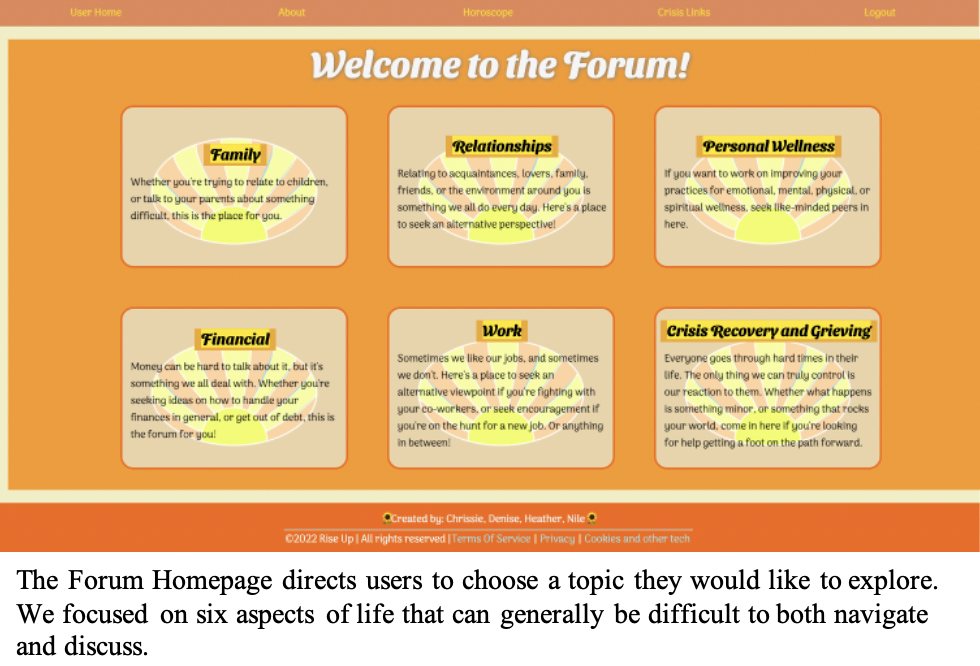 User Home About Horoscope Crisis Links Logout
Welcome to the Forum!
Family
Whether you're trying to relate to children,
or talk to your parents about something
difficult, this is the place for you.
Relationships
Relating to acquaintances, lovers, family,
friends, or the environment around you is
something we all do every day. Here's a place
to seek an alternative perspective!
Personal Wellness
If you want to work on improving your
practices for emotional, mental, physical, or
spiritual wellness, seek like-minded peers in
here.
Financial
Money can be hard to talk about it, but it's
something we all deal with. Whether you're
seeking ideas on how to handle your
finances in general, or get out of debt, this is
the forum for you!
Work
Sometimes we like our jobs, and sometimes
we don't. Here's a place to seek an
alternative viewpoint if you're fighting with
your co-workers, or seek encouragement if
you're on the hunt for a new job. Or anything
in between!
Crisis Recovery and Grieving
Everyone goes through hard times in their
life. The only thing we can truly control is
our reaction to them. Whether what happens
is something minor, or something that rocks
your world, come in here if you're looking
for help getting a foot on the path forward.
Created by: Chrissie, Denise, Heather, Nile
©2022 Rise Up | All rights reserved |Terms Of Service || Privacy || Cookies and other tech
The Forum Homepage directs users to choose a topic they would like to explore.
We focused on six aspects of life that can generally be difficult to both navigate
and discuss.